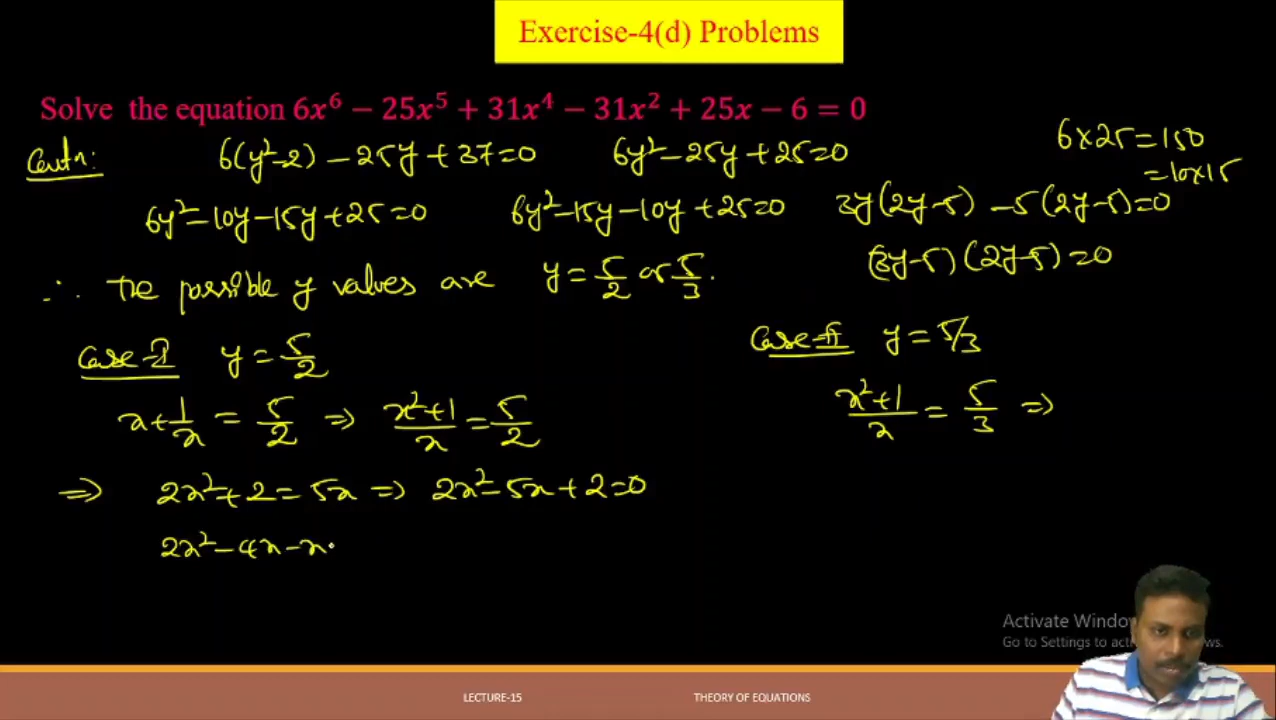 Exercise-4(d) Problems
Solve the equation 6x⁶ − 25x⁵ + 31x⁴ − 31x² + 25x − 6 = 0
Contn: 6(y²-2) - 25y + 37=0 6y²-25y+25=0 6×25=150
=10×15
6y²-10y-15y+25=0 6y²-15y-10y+25=0 3y(2y-5) -5(2y-5)=0
(3y-5)(2y-5)=0
∴ The possible y values are y = 5/2 or 5/3.
Case-I y = 5/2 Case-II y = 5/3
x+1/x = 5/2 ⇒ x²+1/x = 5/2 x²+1/x = 5/3 ⇒
⇒ 2x²+2 = 5x ⇒ 2x²-5x+2=0
2x²-4x-x
Activate Windo
Go to Settings to acti ws.
LECTURE-15 THEORY OF EQUATIONS